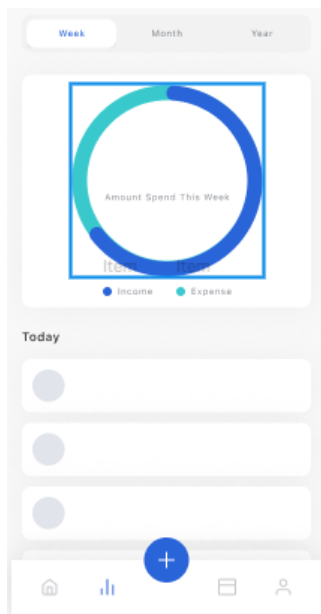 Week Month Year
Amount Spend This Week
Item Item
Income Expense
Today